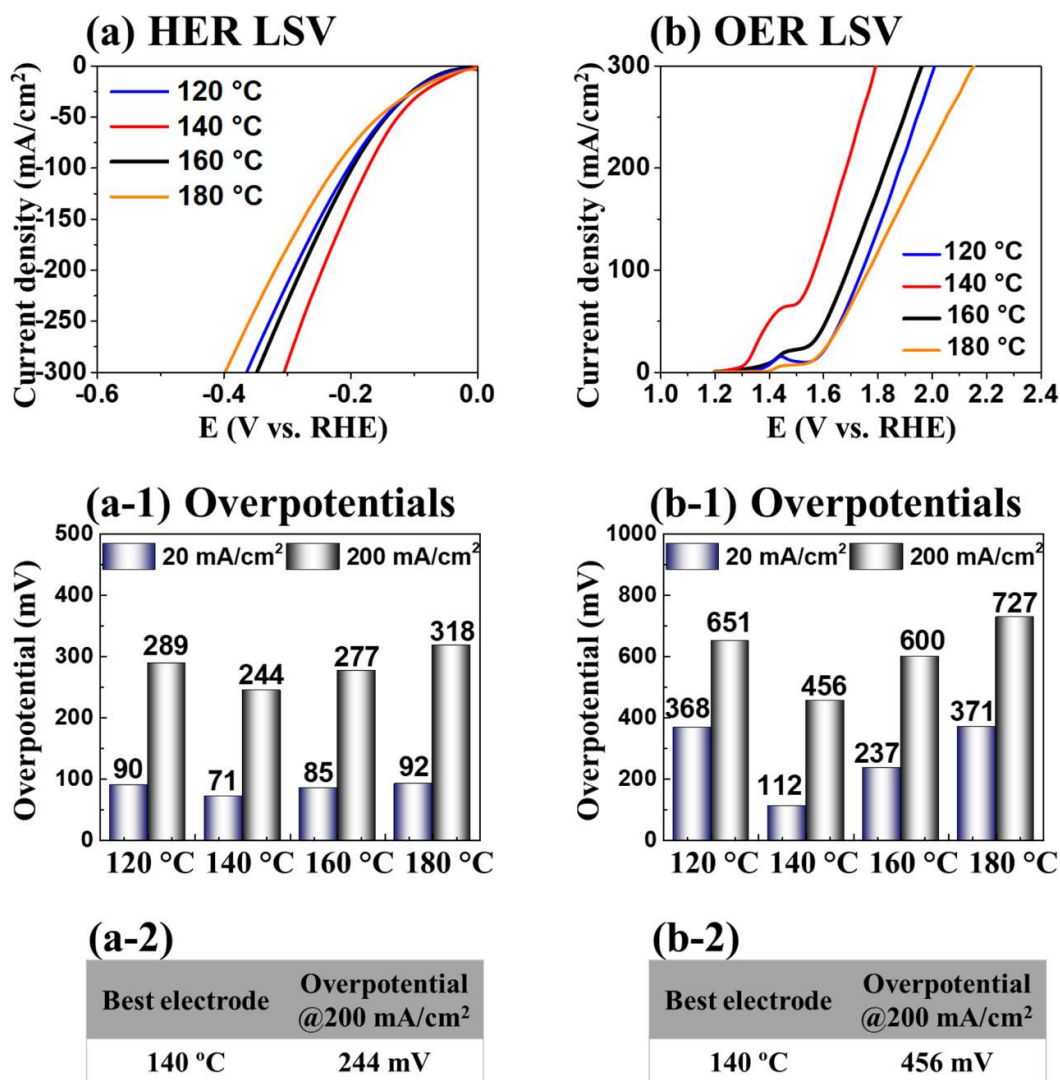 (a) HER LSV
Current density (mA/cm²)
0
-50
-100
-150
-200
-250
-300
120 °C
140 °C
160 °C
180 °C
-0.6
-0.4
-0.2
0.0
E (V vs. RHE)
(b) OER LSV
Current density (mA/cm²)
300
200
100
0
120 °C
140 °C
160 °C
180 °C
1.0
1.2
1.4
1.6
1.8
2.0
2.2
2.4
E (V vs. RHE)
(a-1) Overpotentials
Overpotential (mV)
500
400
300
200
100
0
20 mA/cm²
200 mA/cm²
90
289
71
244
85
277
92
318
120 °C
140 °C
160 °C
180 °C
(b-1) Overpotentials
Overpotential (mV)
1000
800
600
400
200
0
20 mA/cm²
200 mA/cm²
368
651
112
456
237
600
371
727
120 °C
140 °C
160 °C
180 °C
(a-2)
Best electrode
Overpotential
@200 mA/cm²
140 ºC
244 mV
(b-2)
Best electrode
Overpotential
@200 mA/cm²
140 ºC
456 mV